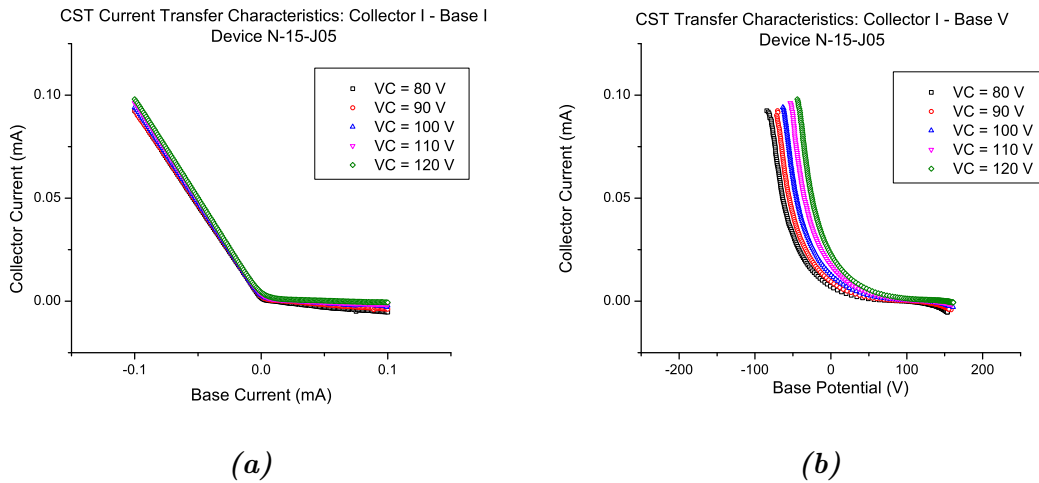 CST Current Transfer Characteristics: Collector I - Base I
Device N-15-J05
VC = 80 V
VC = 90 V
VC = 100 V
VC = 110 V
VC = 120 V
0.10
0.05
0.00
Collector Current (mA)
-0.1
0.0
0.1
Base Current (mA)
(a)
CST Transfer Characteristics: Collector I - Base V
Device N-15-J05
VC = 80 V
VC = 90 V
VC = 100 V
VC = 110 V
VC = 120 V
0.10
0.05
0.00
Collector Current (mA)
-200
-100
0
100
200
Base Potential (V)
(b)